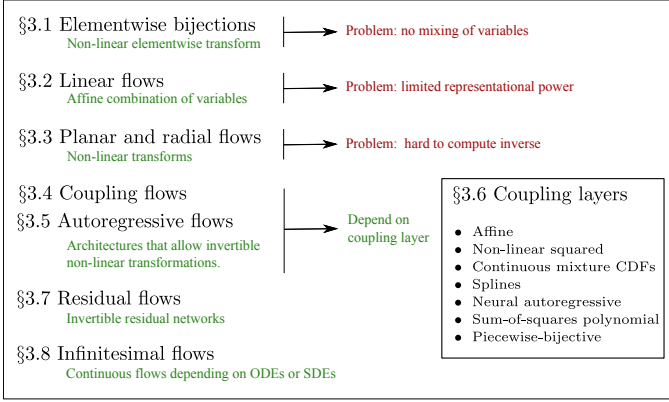 §3.1 Elementwise bijections
Non-linear elementwise transform
Problem: no mixing of variables
§3.2 Linear flows
Affine combination of variables
Problem: limited representational power
§3.3 Planar and radial flows
Non-linear transforms
Problem: hard to compute inverse
§3.4 Coupling flows
§3.5 Autoregressive flows
Architectures that allow invertible
non-linear transformations.
Depend on
coupling layer
§3.6 Coupling layers
• Affine
• Non-linear squared
• Continuous mixture CDFs
• Splines
• Neural autoregressive
• Sum-of-squares polynomial
• Piecewise-bijective
§3.7 Residual flows
Invertible residual networks
§3.8 Infinitesimal flows
Continuous flows depending on ODEs or SDEs